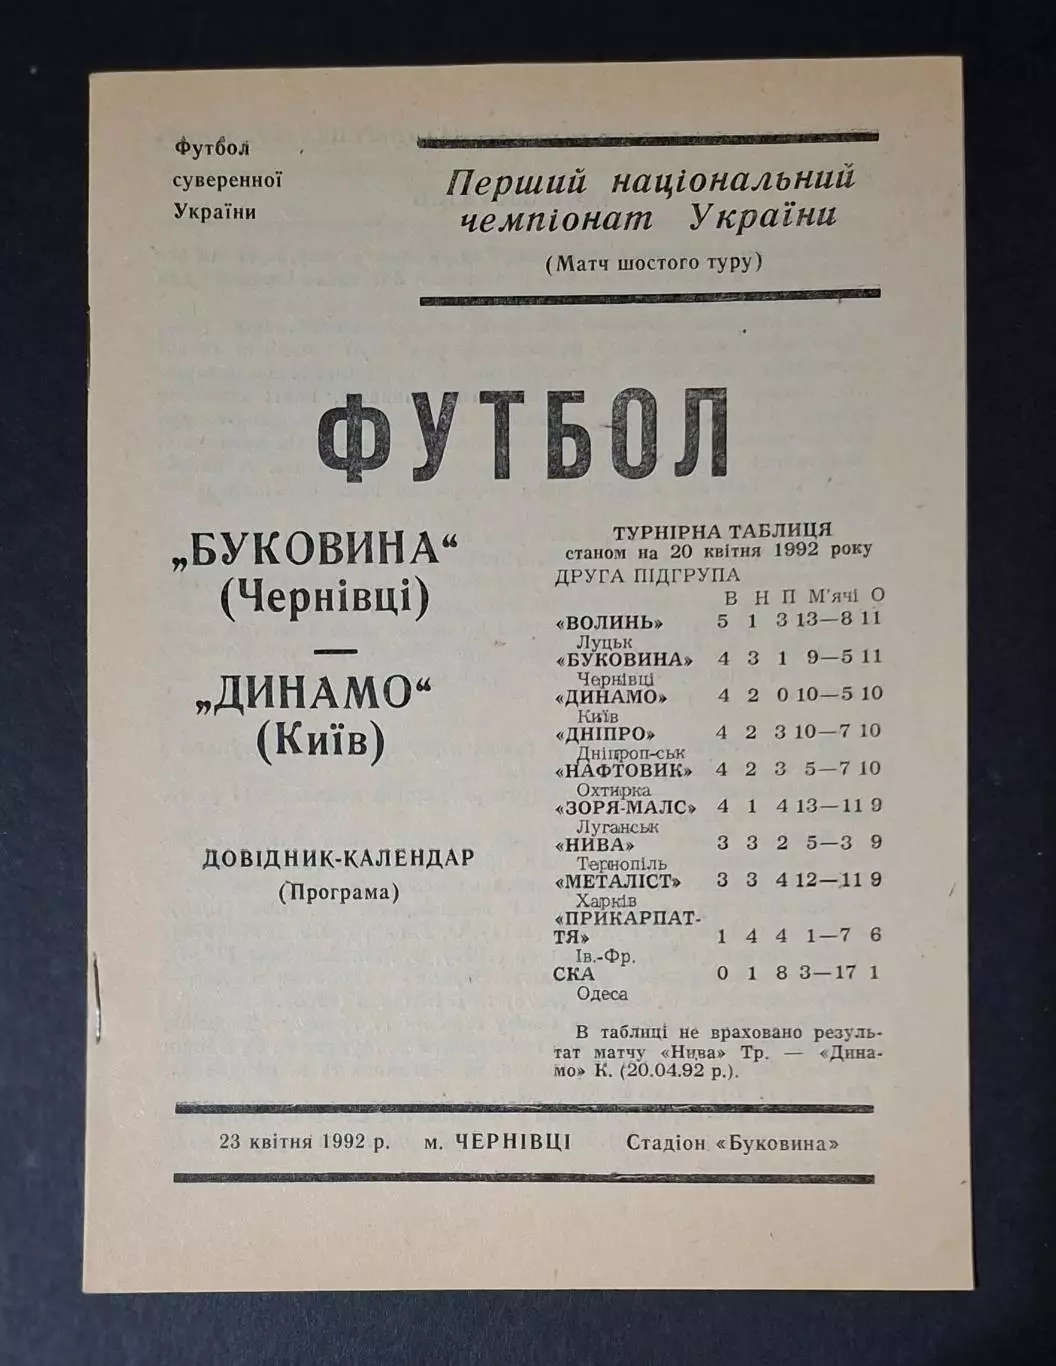 Футбол
суверенної
України
Перший національний
чемпіонат України
(Матч шостого туру)
ФУТБОЛ
„БУКОВИНА“
(Чернівці)
—
„ДИНАМО“
(Київ)
ДОВІДНИК-КАЛЕНДАР
(Програма)
ТУРНІРНА ТАБЛИЦЯ
станом на 20 квітня 1992 року
ДРУГА ПІДГРУПА
В Н П М'ячі О
«ВОЛИНЬ» 5 1 3 13—8 11
Луцьк
«БУКОВИНА» 4 3 1 9—5 11
Чернівці
«ДИНАМО» 4 2 0 10—5 10
Київ
«ДНІПРО» 4 2 3 10—7 10
Дніпроп-ськ
«НАФТОВИК» 4 2 3 5—7 10
Охтирка
«ЗОРЯ-МАЛС» 4 1 4 13—11 9
Луганськ
«НИВА» 3 3 2 5—3 9
Тернопіль
«МЕТАЛІСТ» 3 3 4 12—11 9
Харків
«ПРИКАРПАТ-
ТЯ» 1 4 4 1—7 6
Ів.-Фр.
СКА 0 1 8 3—17 1
Одеса
В таблиці не враховано резуль-
тат матчу «Нива» Тр. — «Дина-
мо» К. (20.04.92 р.).
23 квітня 1992 р. м. ЧЕРНІВЦІ Стадіон «Буковина»